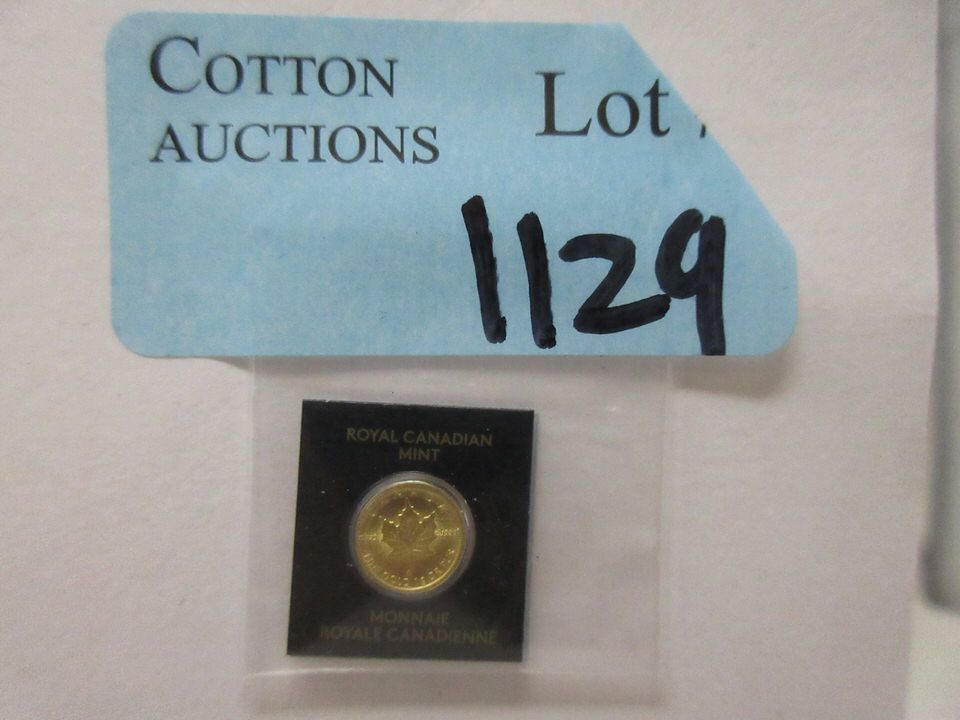 COTTON
AUCTIONS
Lot
1129
ROYAL CANADIAN
MINT
MONNAIE
ROYALE CANADIENNE